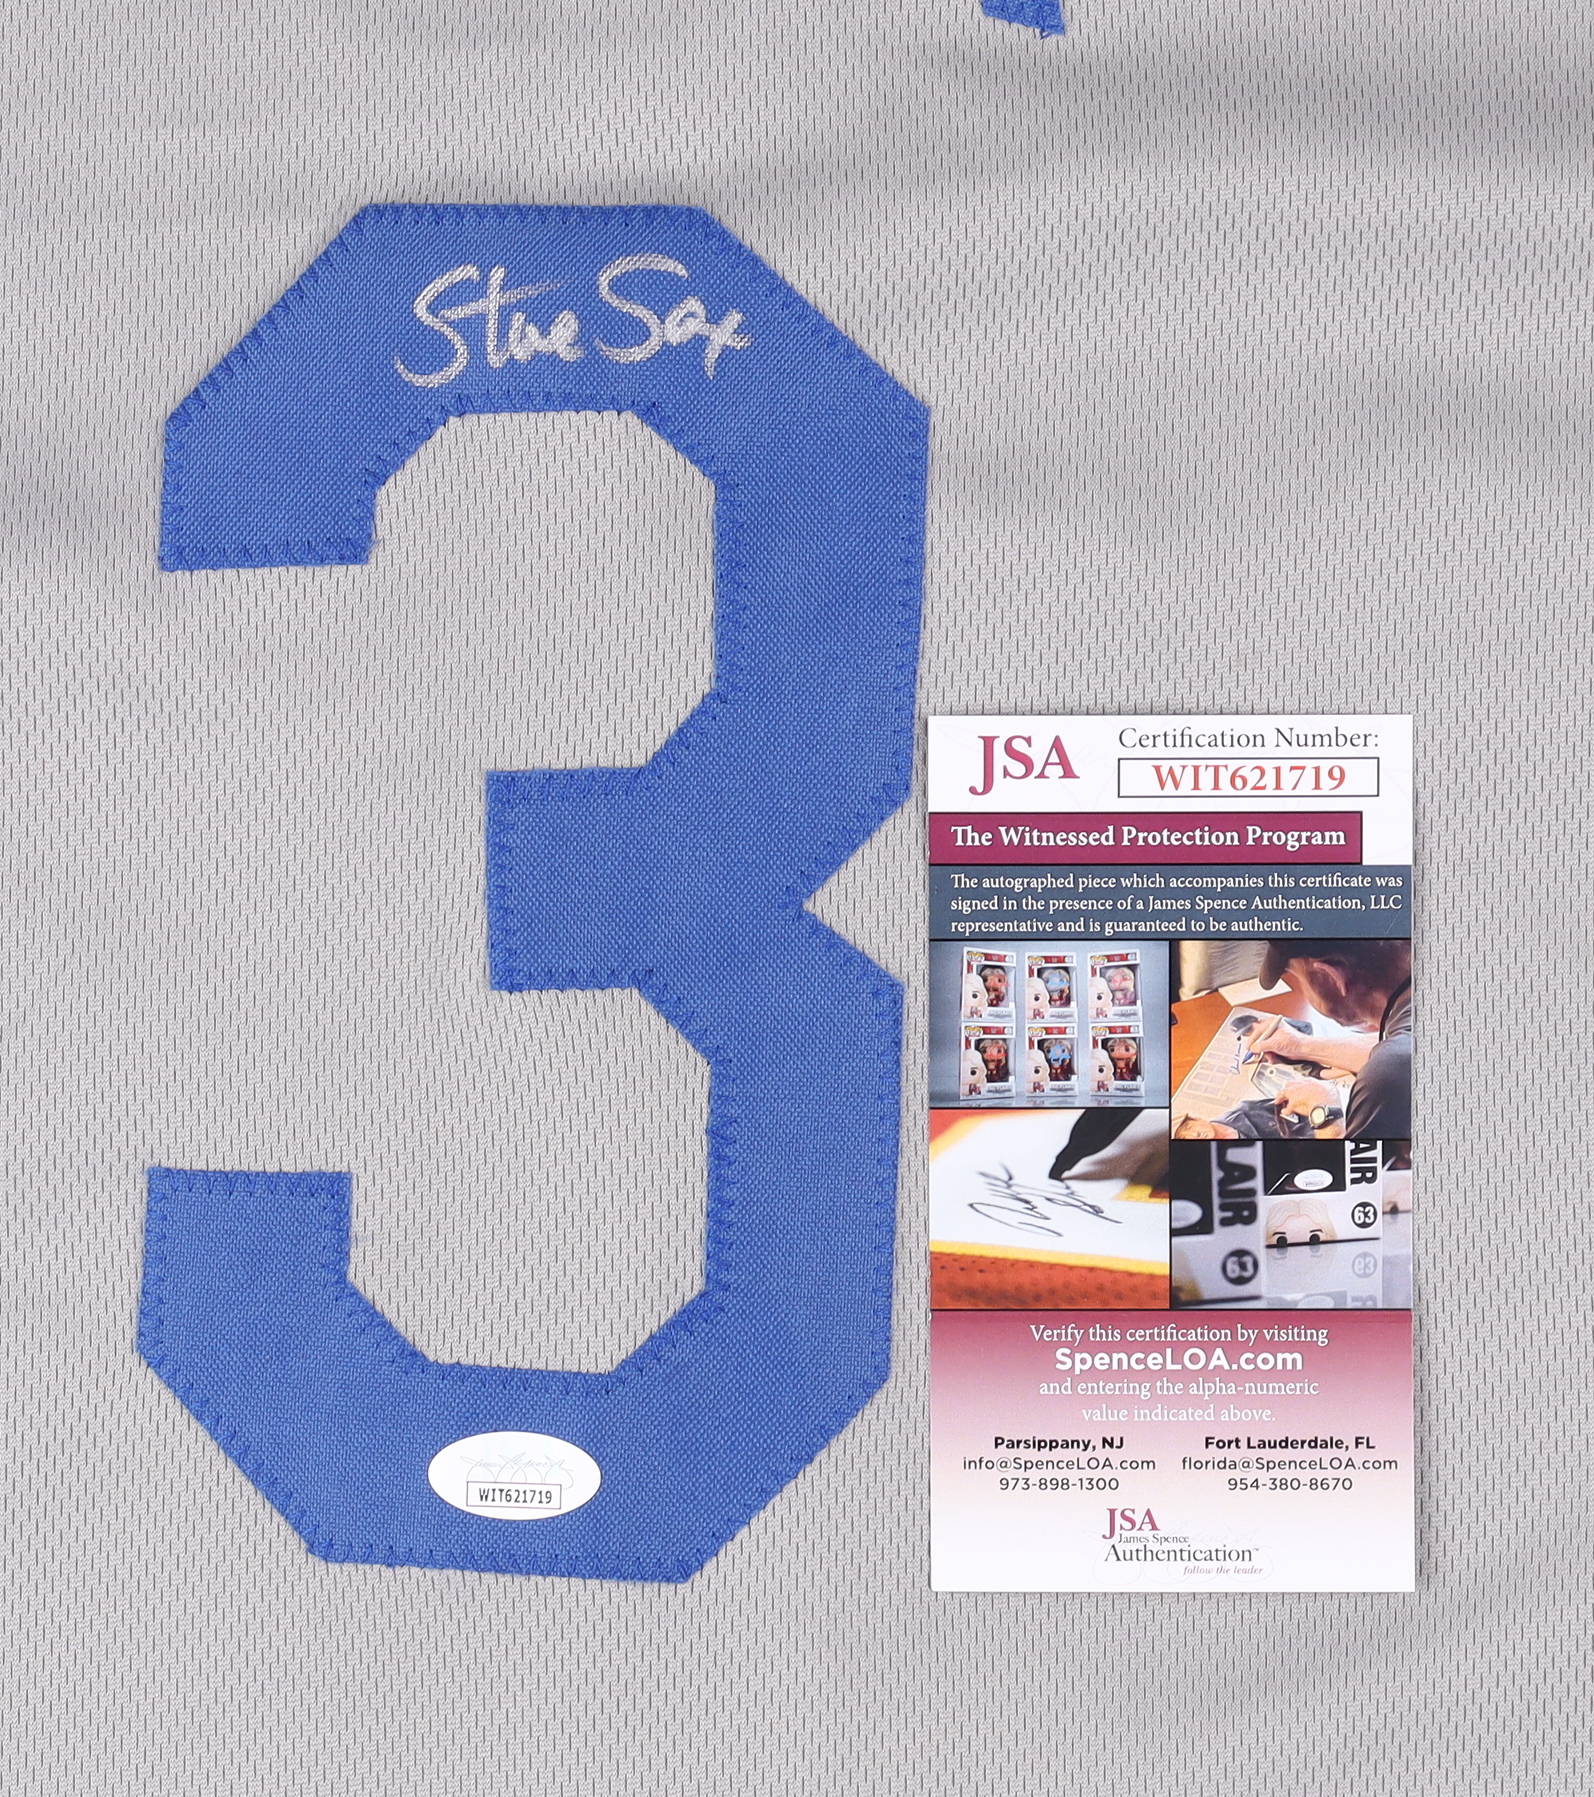 Steve Sax
3
JSA
Certification Number:
WIT621719
The Witnessed Protection Program
The autographed piece which accompanies this certificate was
signed in the presence of a James Spence Authentication, LLC
representative and is guaranteed to be authentic.
LAIR
63
AIR
63
Verify this certification by visiting
SpenceLOA.com
and entering the alpha-numeric
value indicated above.
Parsippany, NJ
info@SpenceLOA.com
973-898-1300
Fort Lauderdale, FL
florida@SpenceLOA.com
954-380-8670
JSA
James Spence
Authentication™
follow the leader
WIT621719